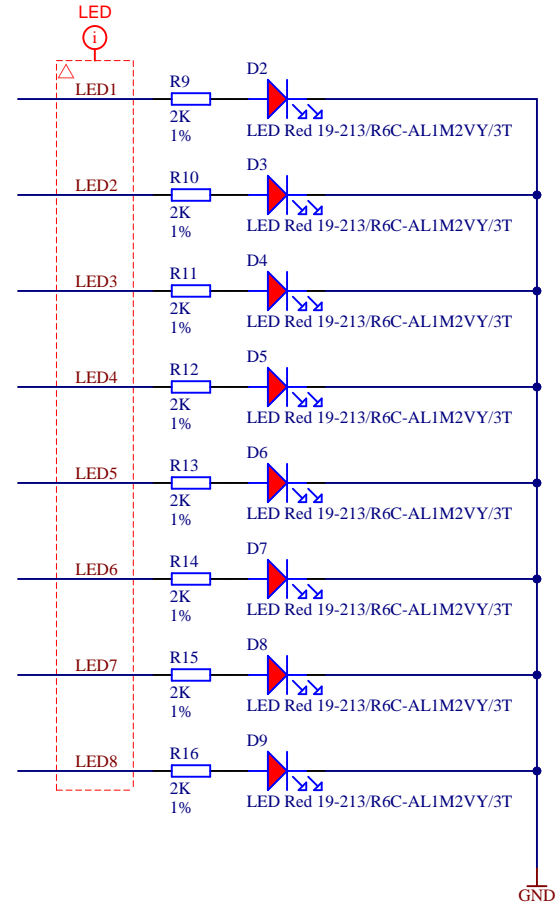 LED
i
LED1
R9
2K
1%
D2
LED Red 19-213/R6C-AL1M2VY/3T
LED2
R10
2K
1%
D3
LED Red 19-213/R6C-AL1M2VY/3T
LED3
R11
2K
1%
D4
LED Red 19-213/R6C-AL1M2VY/3T
LED4
R12
2K
1%
D5
LED Red 19-213/R6C-AL1M2VY/3T
LED5
R13
2K
1%
D6
LED Red 19-213/R6C-AL1M2VY/3T
LED6
R14
2K
1%
D7
LED Red 19-213/R6C-AL1M2VY/3T
LED7
R15
2K
1%
D8
LED Red 19-213/R6C-AL1M2VY/3T
LED8
R16
2K
1%
D9
LED Red 19-213/R6C-AL1M2VY/3T
GND